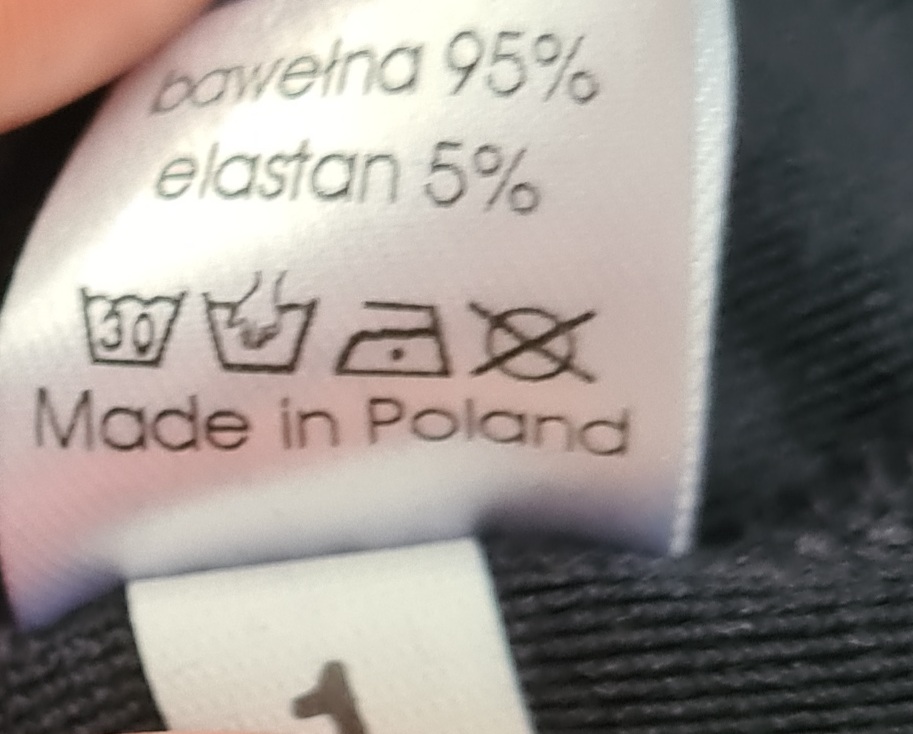 bawełna 95%
elastan 5%
30
Made in Poland
1